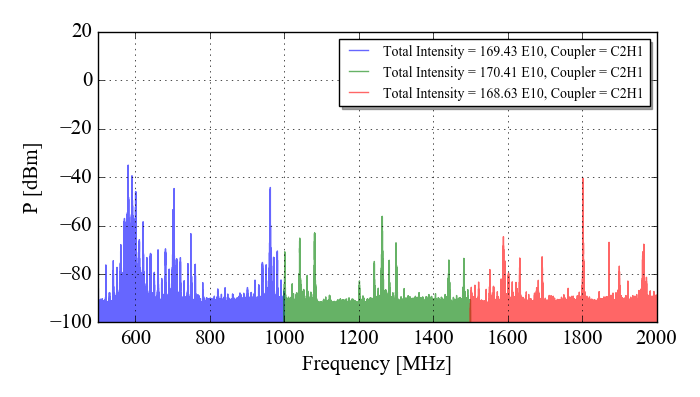 20
0
−20
−40
−60
−80
−100
P [dBm]
Total Intensity = 169.43 E10, Coupler = C2H1
Total Intensity = 170.41 E10, Coupler = C2H1
Total Intensity = 168.63 E10, Coupler = C2H1
600 800 1000 1200 1400 1600 1800 2000
Frequency [MHz]